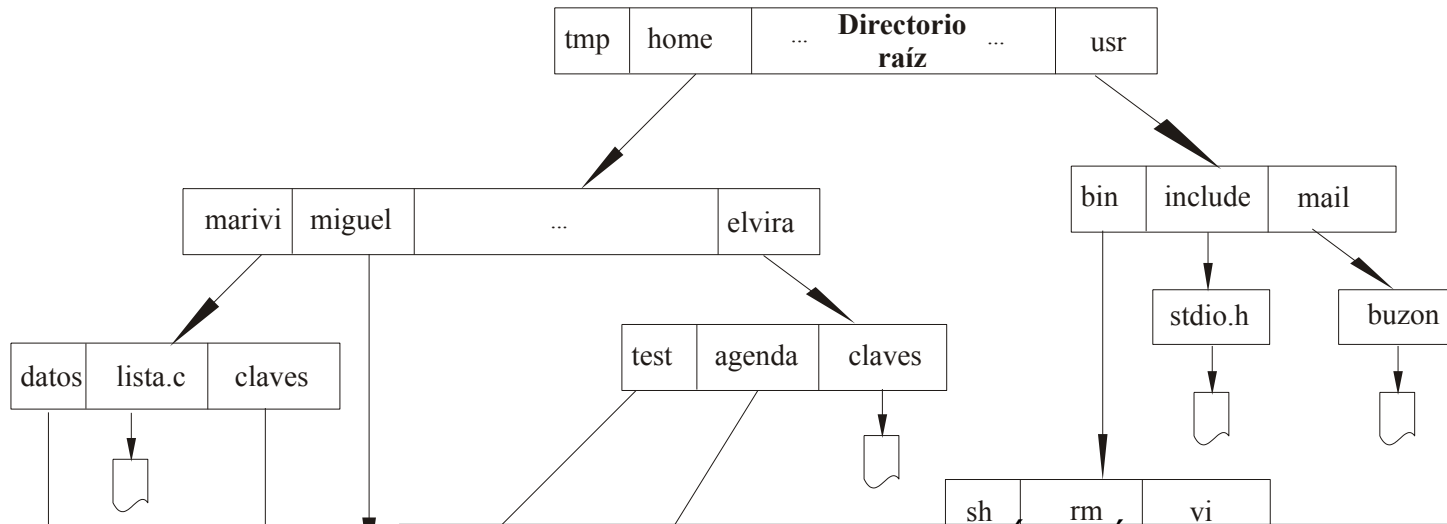 tmp home ... Directorio raíz ... usr
marivi miguel ... elvira
bin include mail
stdio.h buzon
test agenda claves
datos lista.c claves
sh rm vi